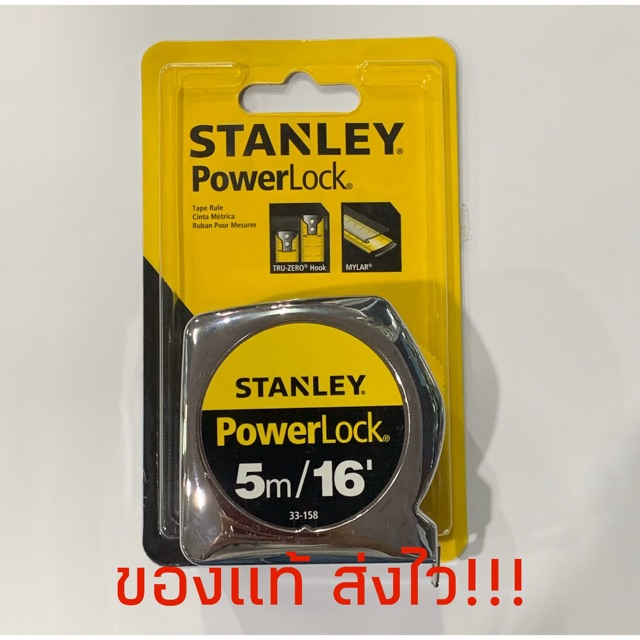 STANLEY®
PowerLock®
Tape Rule
Cinta Métrica
Ruban Pour Mesurer
TRU-ZERO® Hook
MYLAR®
STANLEY®
PowerLock®
5m/16'
33-158
ของแท้ ส่งไว!!!